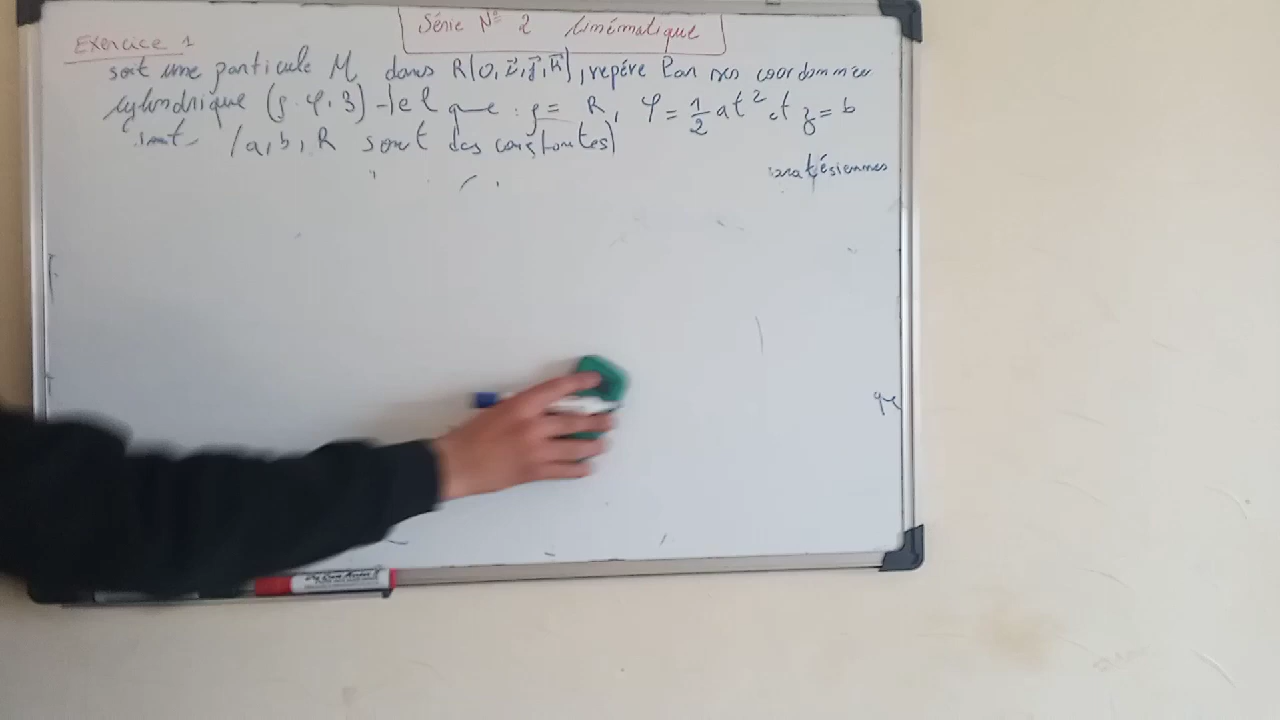 Série N° 2 Cinématique
Exercice 1
soit une particule M dans R(O, i⃗, j⃗, k⃗), repére Par ses coordonnées
cylindrique (ρ. φ, z) tel que : ρ = R, φ = 1/2 at² et z = b
(a, b, R sont des constantes)
cartésiennes